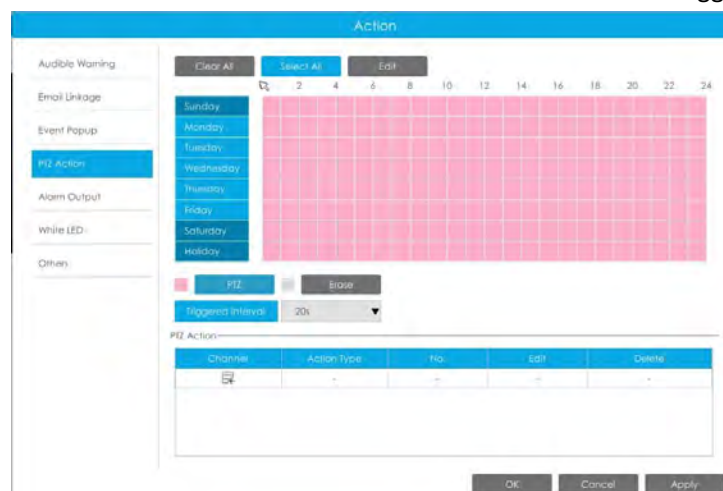 Action
Audible Warning
Email Linkage
Event Popup
PTZ Action
Alarm Output
White LED
Others
Clear All Select All Edit
2 4 6 8 10 12 14 16 18 20 22 24
Sunday
Monday
Tuesday
Wednesday
Thursday
Friday
Saturday
Holiday
PTZ Erase
Triggered Interval 20s
PTZ Action
Channel Action Type No. Edit Delete
- - - -
OK Cancel Apply